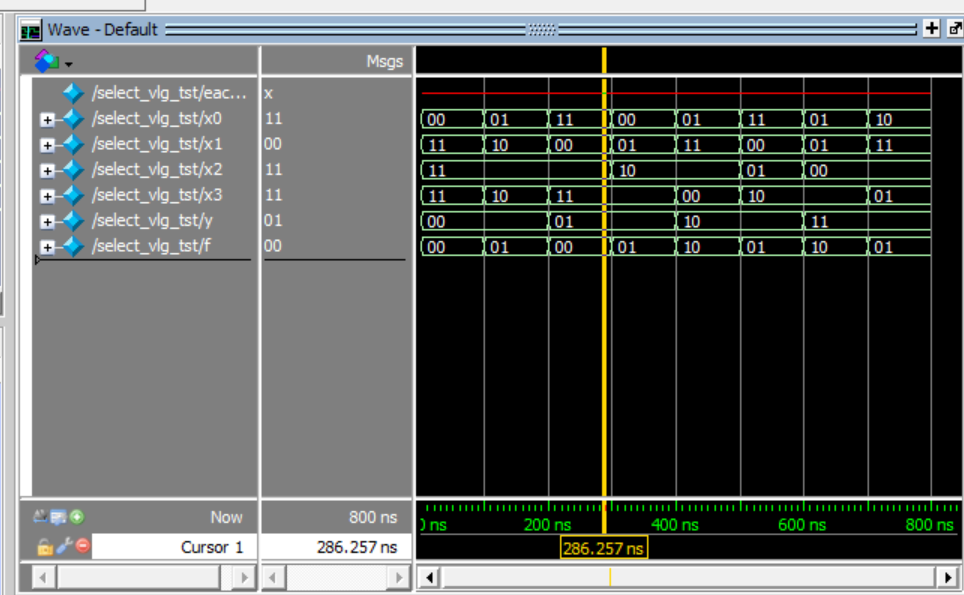 Wave - Default
Msgs
/select_vlg_tst/eac... x
/select_vlg_tst/x0 11 00 01 11 00 01 11 01 10
/select_vlg_tst/x1 00 11 10 00 01 11 00 01 11
/select_vlg_tst/x2 11 11 10 01 00
/select_vlg_tst/x3 11 11 10 11 00 10 01
/select_vlg_tst/y 01 00 01 10 11
/select_vlg_tst/f 00 00 01 00 01 10 01 10 01
Now 800 ns ns 200 ns 400 ns 600 ns 800 ns
Cursor 1 286.257 ns 286.257 ns